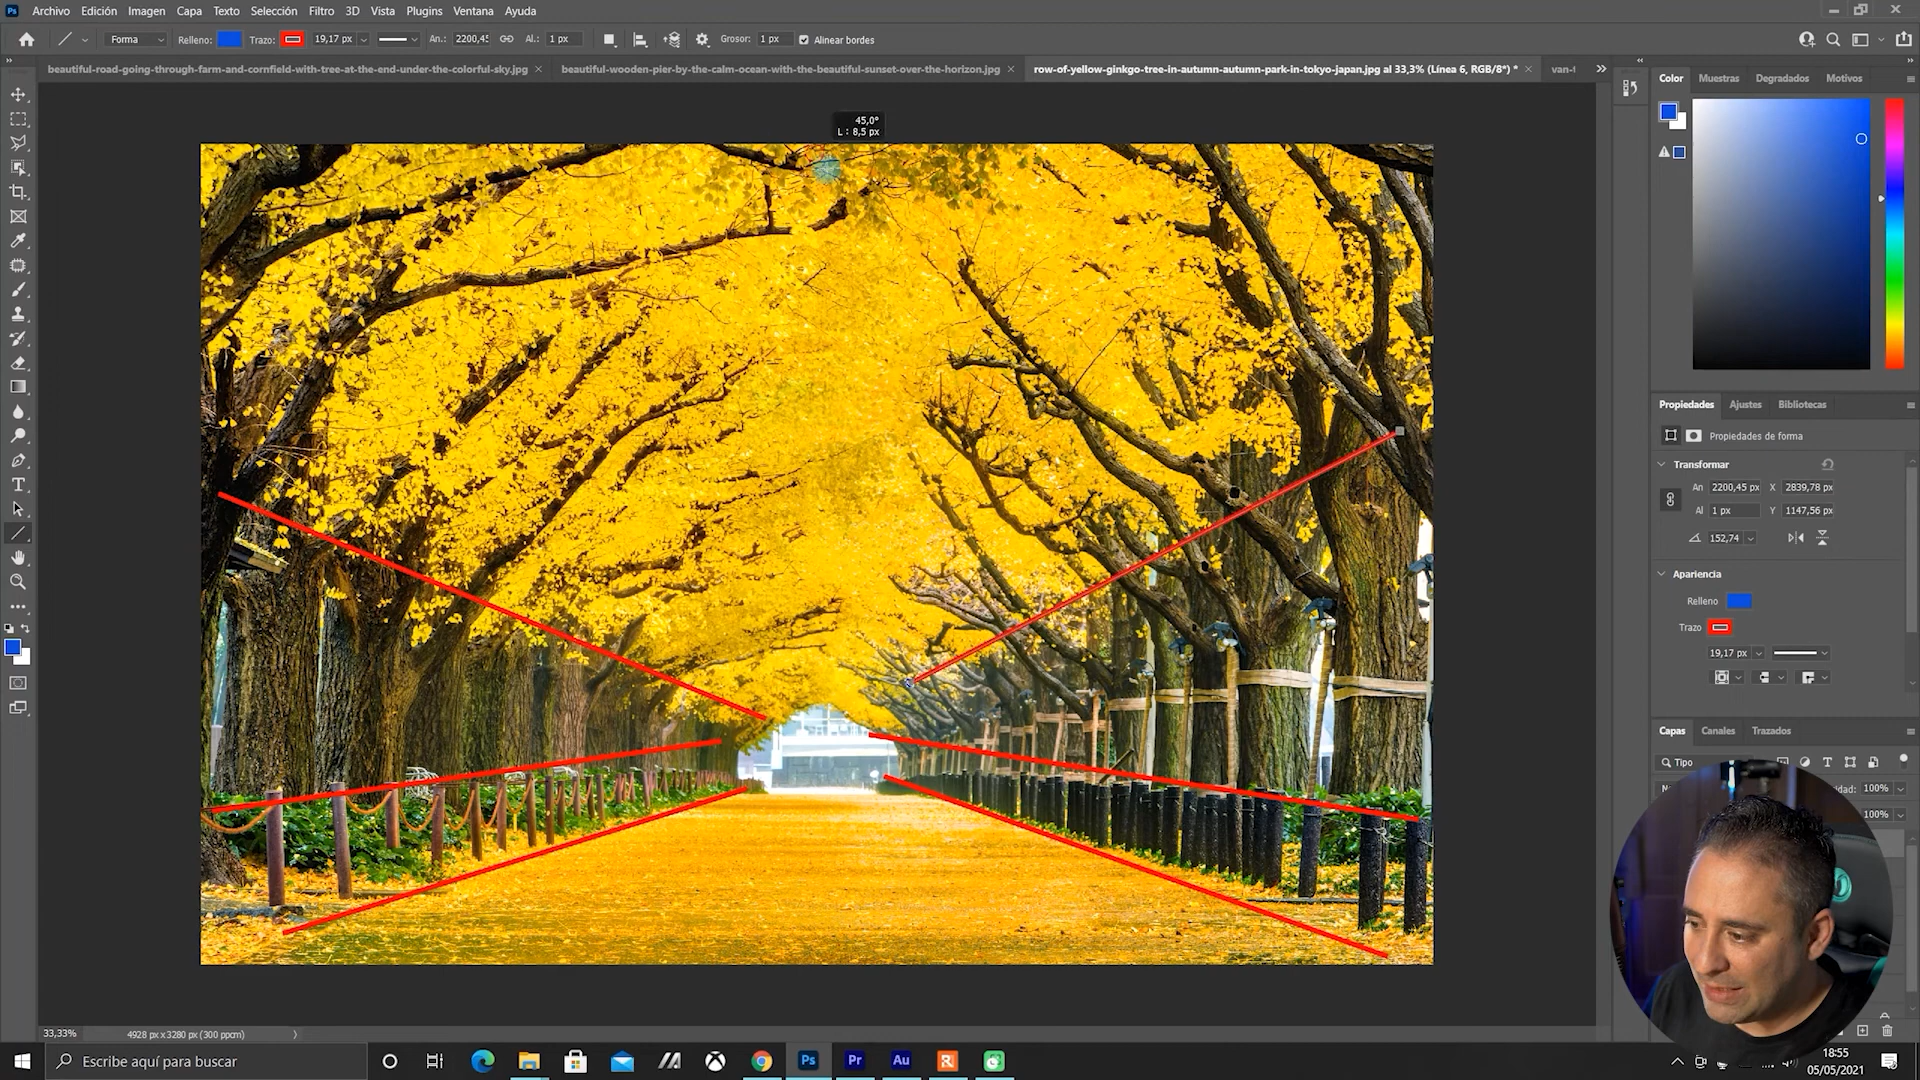 Ps Archivo Edición Imagen Capa Texto Selección Filtro 3D Vista Plugins Ventana Ayuda
Forma Relleno: Trazo: 19,17 px An.: 2200,45 Al.: 1 px Grosor: 1 px Alinear bordes
beautiful-road-going-through-farm-and-cornfield-with-tree-at-the-end-under-the-colorful-sky.jpg
beautiful-wooden-pier-by-the-calm-ocean-with-the-beautiful-sunset-over-the-horizon.jpg
row-of-yellow-ginkgo-tree-in-autumn-autumn-park-in-tokyo-japan.jpg al 33,3% (Línea 6, RGB/8*) *
45,0°
L : 8,5 px
Color Muestras Degradados Motivos
Propiedades Ajustes Bibliotecas
Propiedades de forma
Transformar
An 2200,45 px X 2839,78 px
Al 1 px Y 1147,56 px
152,74
Apariencia
Relleno
Trazo
19,17 px
Capas Canales Trazados
Tipo
100%
100%
33,33% 4928 px x 3280 px (300 ppcm)
Escribe aquí para buscar
Ps Pr Au
18:55
05/05/2021